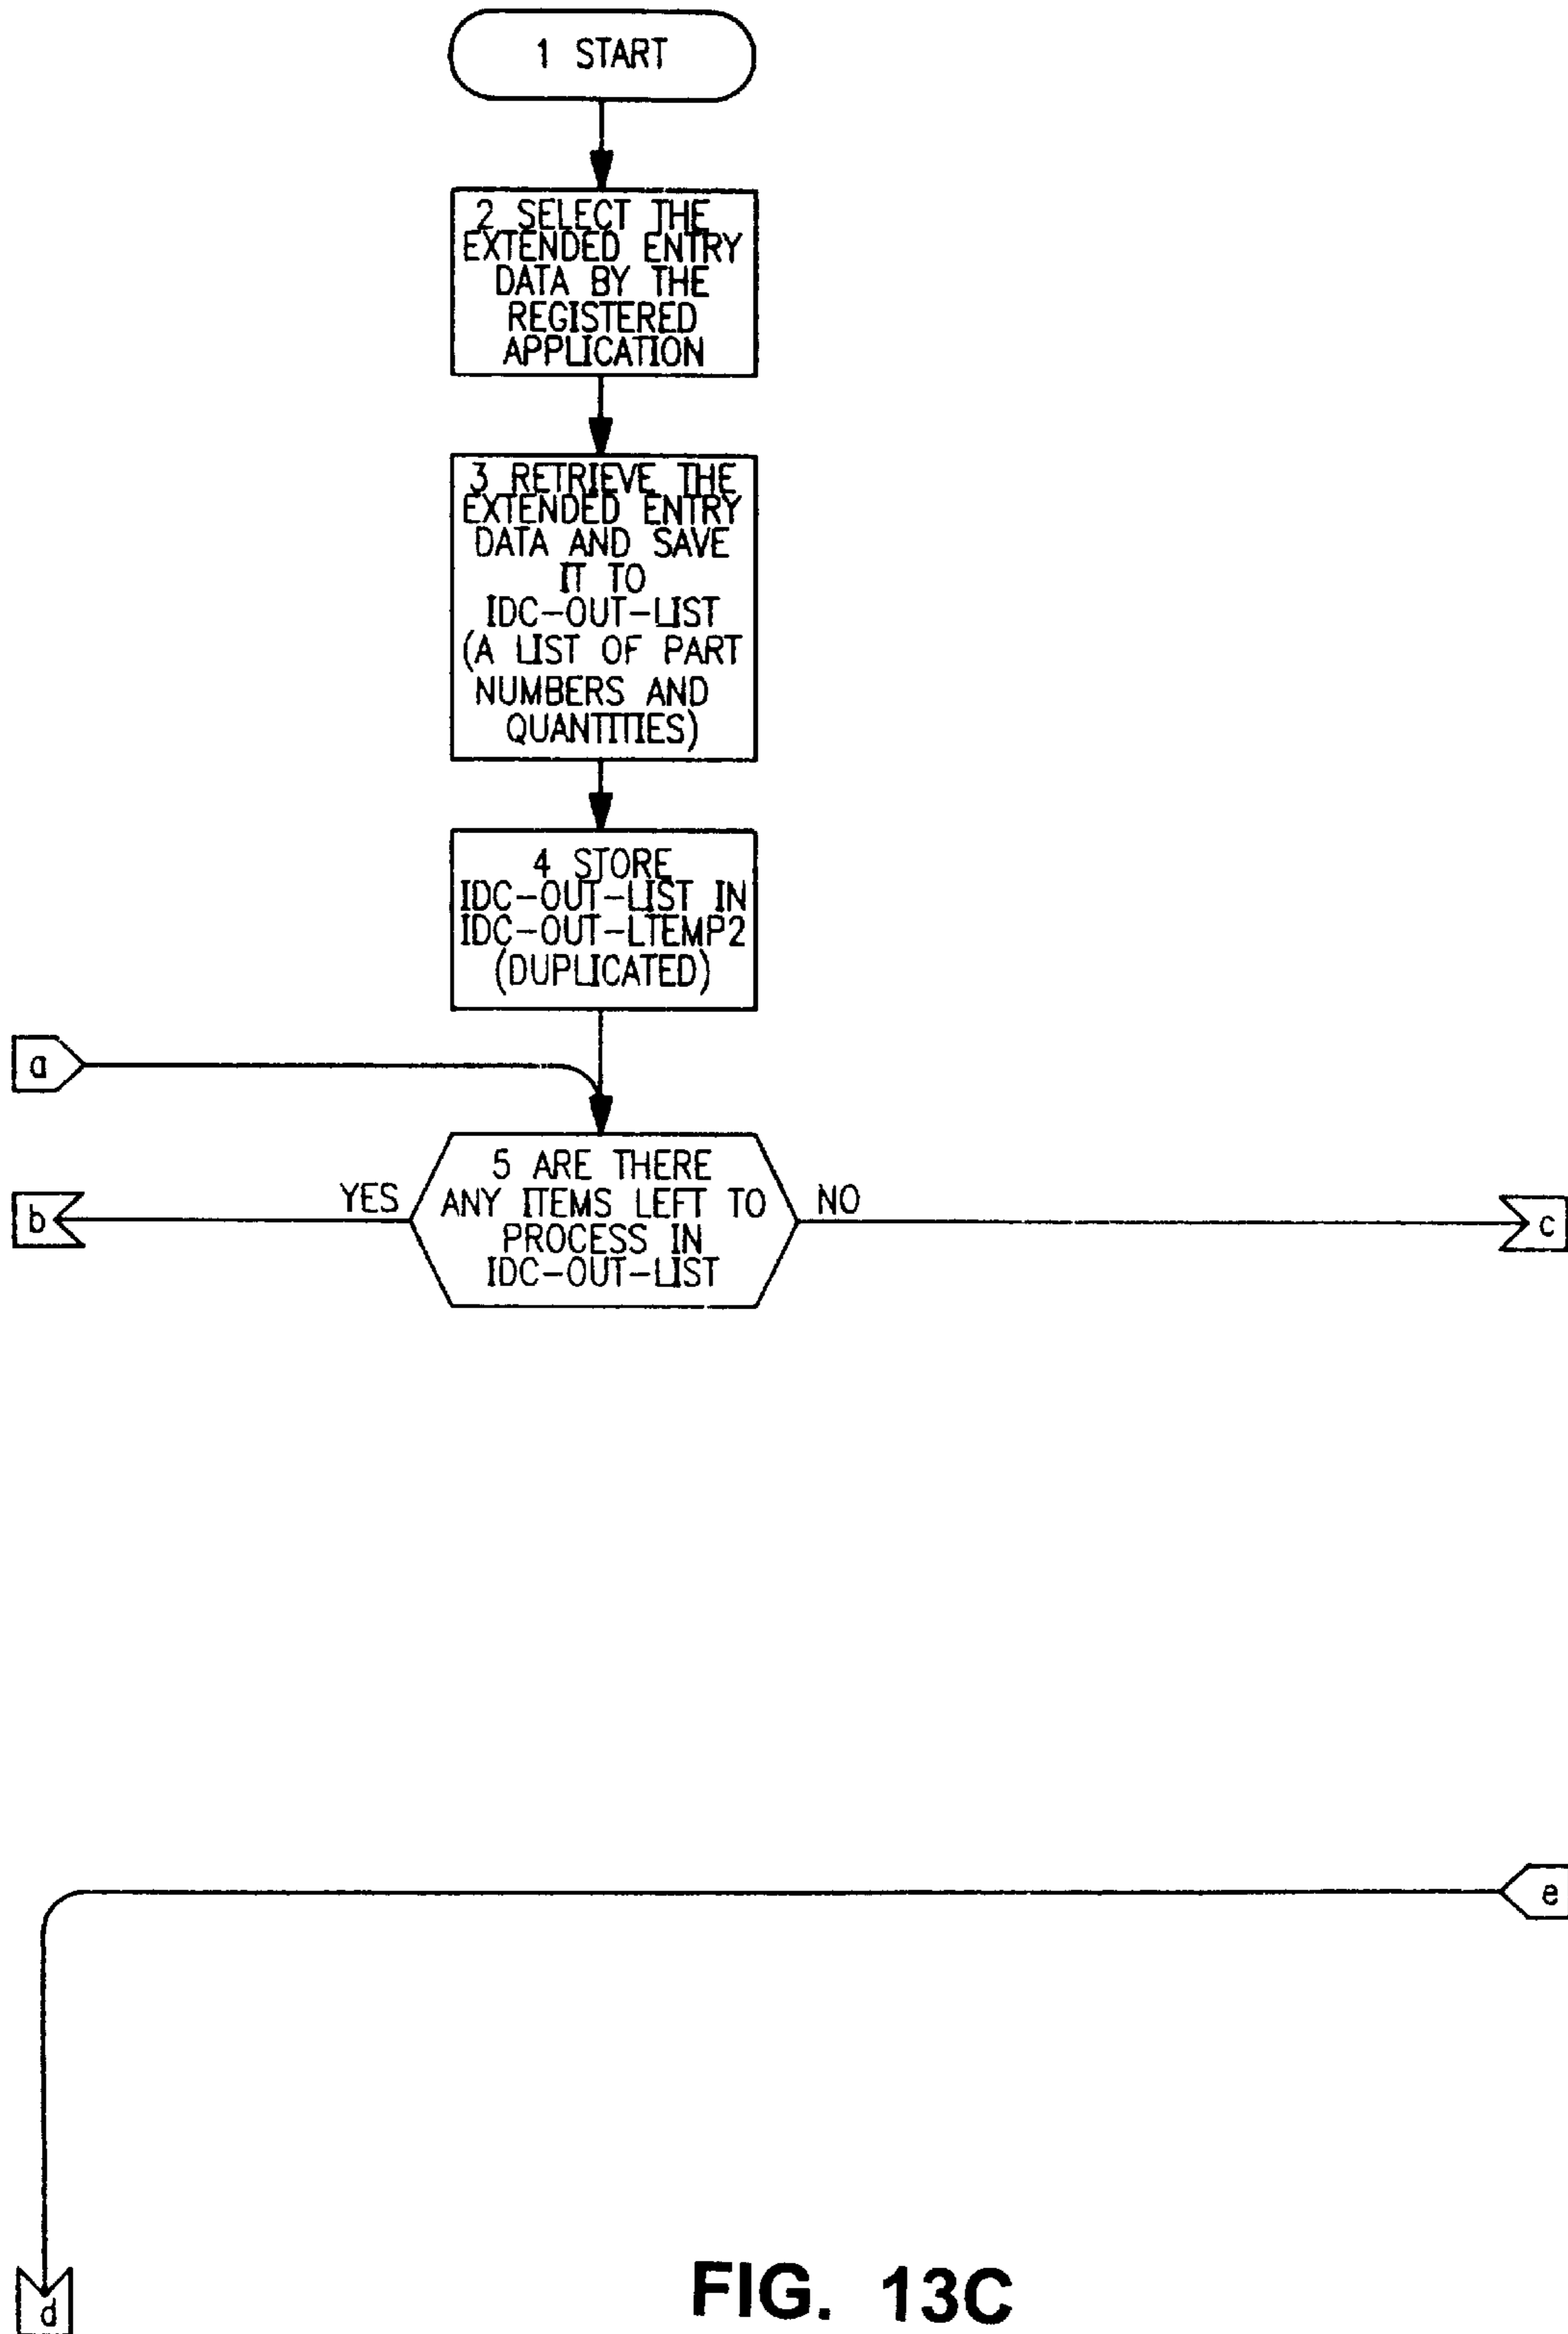 1 START
2 SELECT THE
EXTENDED ENTRY
DATA BY THE
REGISTERED
APPLICATION
3 RETRIEVE THE
EXTENDED ENTRY
DATA AND SAVE
IT TO
IDC-OUT-LIST
(A LIST OF PART
NUMBERS AND
QUANTITIES)
4 STORE
IDC-OUT-LIST IN
IDC-OUT-LTEMP2
(DUPLICATED)
a
5 ARE THERE
ANY ITEMS LEFT TO
PROCESS IN
IDC-OUT-LIST
YES
NO
b
c
e
d
FIG. 13C